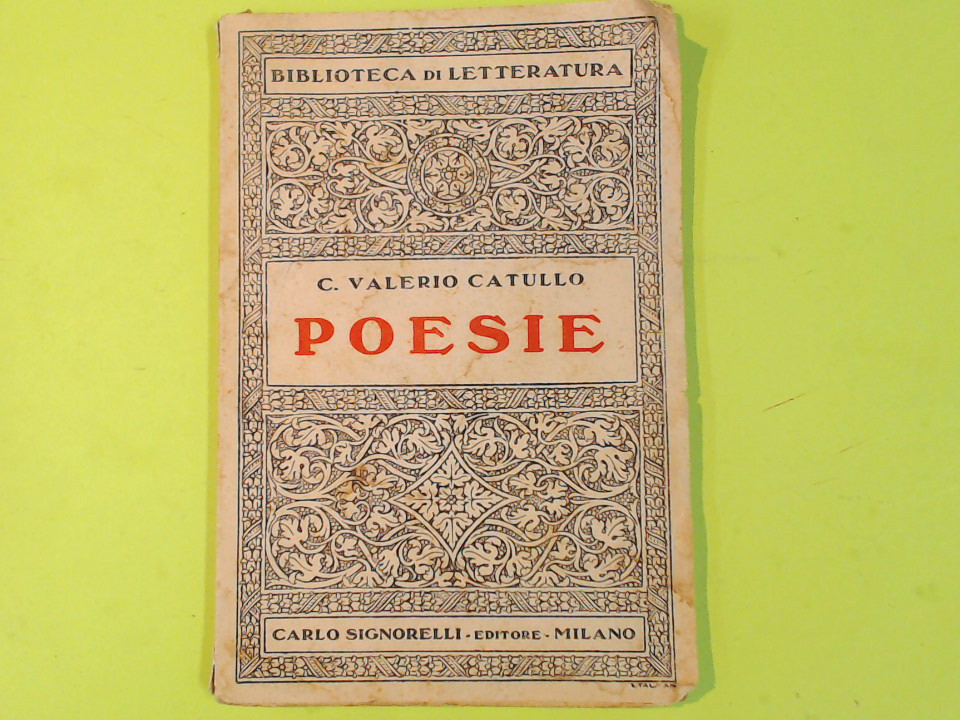 BIBLIOTECA DI LETTERATURA
C. VALERIO CATULLO
POESIE
CARLO SIGNORELLI - EDITORE - MILANO